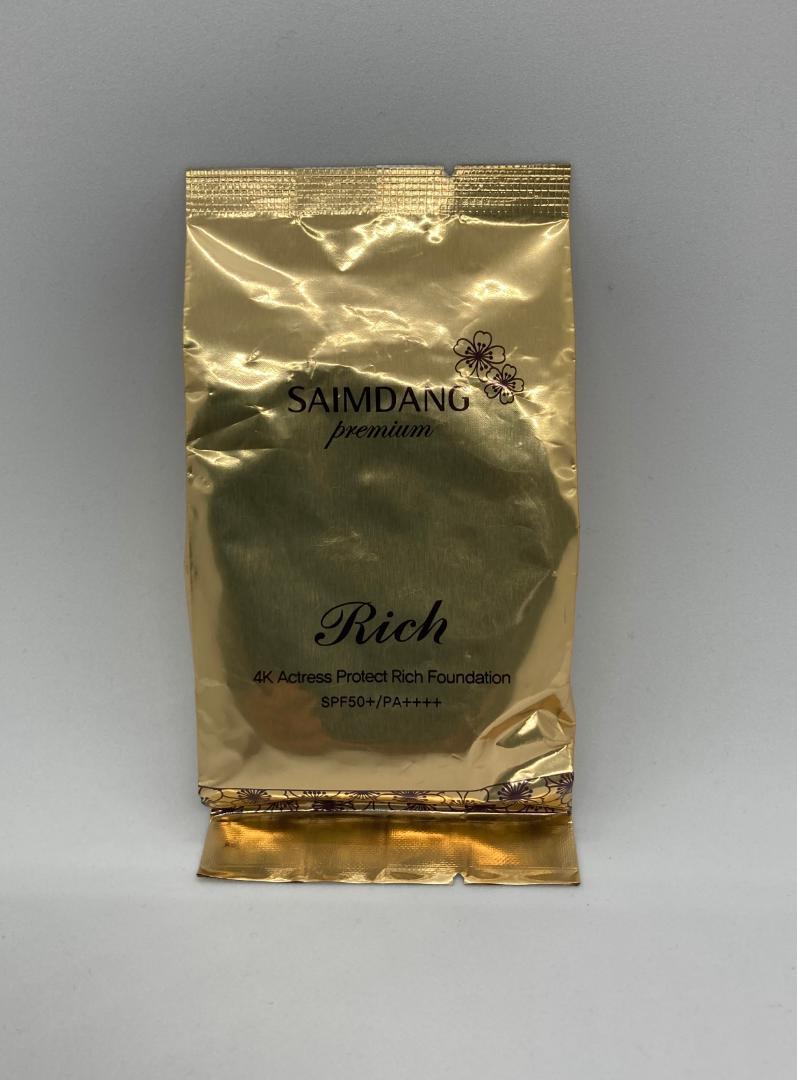 SAIMDANG
premium
Rich
4K Actress Protect Rich Foundation
SPF50+/PA++++